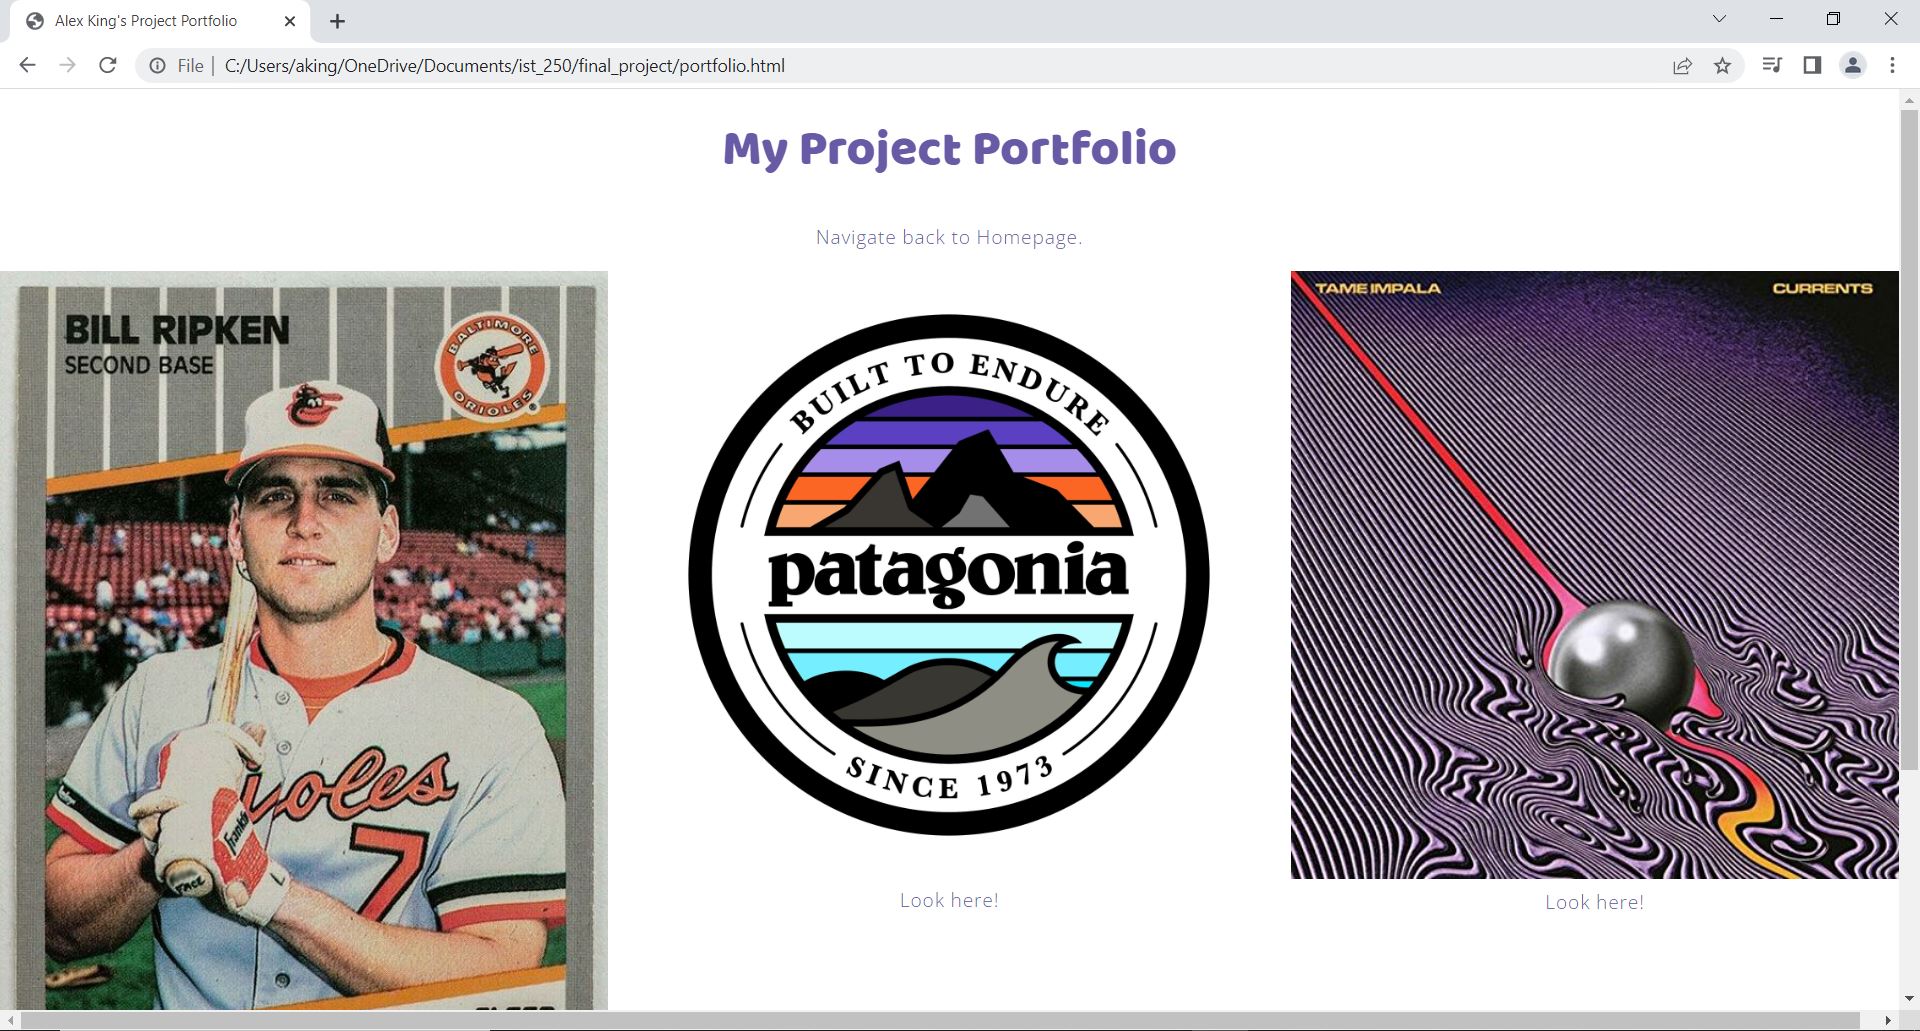 Alex King's Project Portfolio
File | C:/Users/aking/OneDrive/Documents/ist_250/final_project/portfolio.html
My Project Portfolio
Navigate back to Homepage.
BILL RIPKEN
SECOND BASE
BALTIMORE
ORIOLES
Orioles
7
Franklin
BUILT TO ENDURE
patagonia
SINCE 1973
TAME IMPALA
CURRENTS
Look here!
Look here!